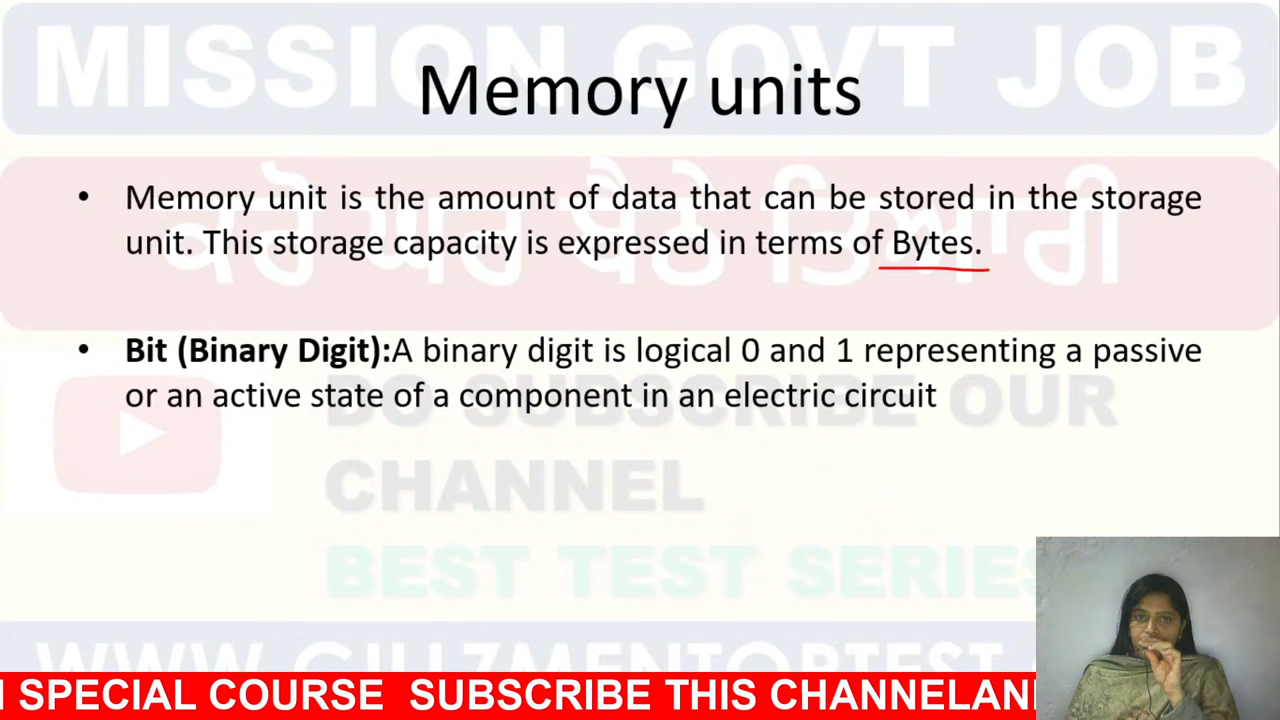 MISSION GOVT JOB
Memory units
• Memory unit is the amount of data that can be stored in the storage
unit. This storage capacity is expressed in terms of Bytes.
ਕਰੋ ਘਰ ਬੈਠੇ ਤਿਆਰੀ
• Bit (Binary Digit):A binary digit is logical 0 and 1 representing a passive
or an active state of a component in an electric circuit
DO SUBSCRIBE OUR
CHANNEL
BEST TEST SERIES
SPECIAL COURSE SUBSCRIBE THIS CHANNELAN